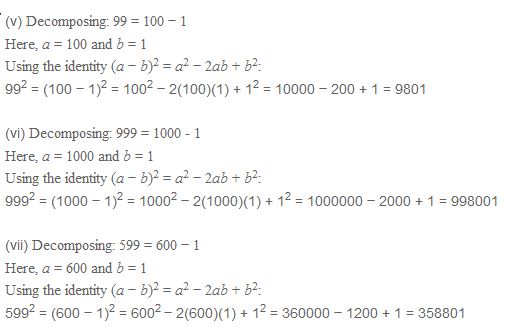 (v) Decomposing: 99 = 100 − 1
Here, a = 100 and b = 1
Using the identity (a − b)² = a² − 2ab + b²:
99² = (100 − 1)² = 100² − 2(100)(1) + 1² = 10000 − 200 + 1 = 9801
(vi) Decomposing: 999 = 1000 - 1
Here, a = 1000 and b = 1
Using the identity (a − b)² = a² − 2ab + b²:
999² = (1000 − 1)² = 1000² − 2(1000)(1) + 1² = 1000000 − 2000 + 1 = 998001
(vii) Decomposing: 599 = 600 − 1
Here, a = 600 and b = 1
Using the identity (a − b)² = a² − 2ab + b²:
599² = (600 − 1)² = 600² − 2(600)(1) + 1² = 360000 − 1200 + 1 = 358801